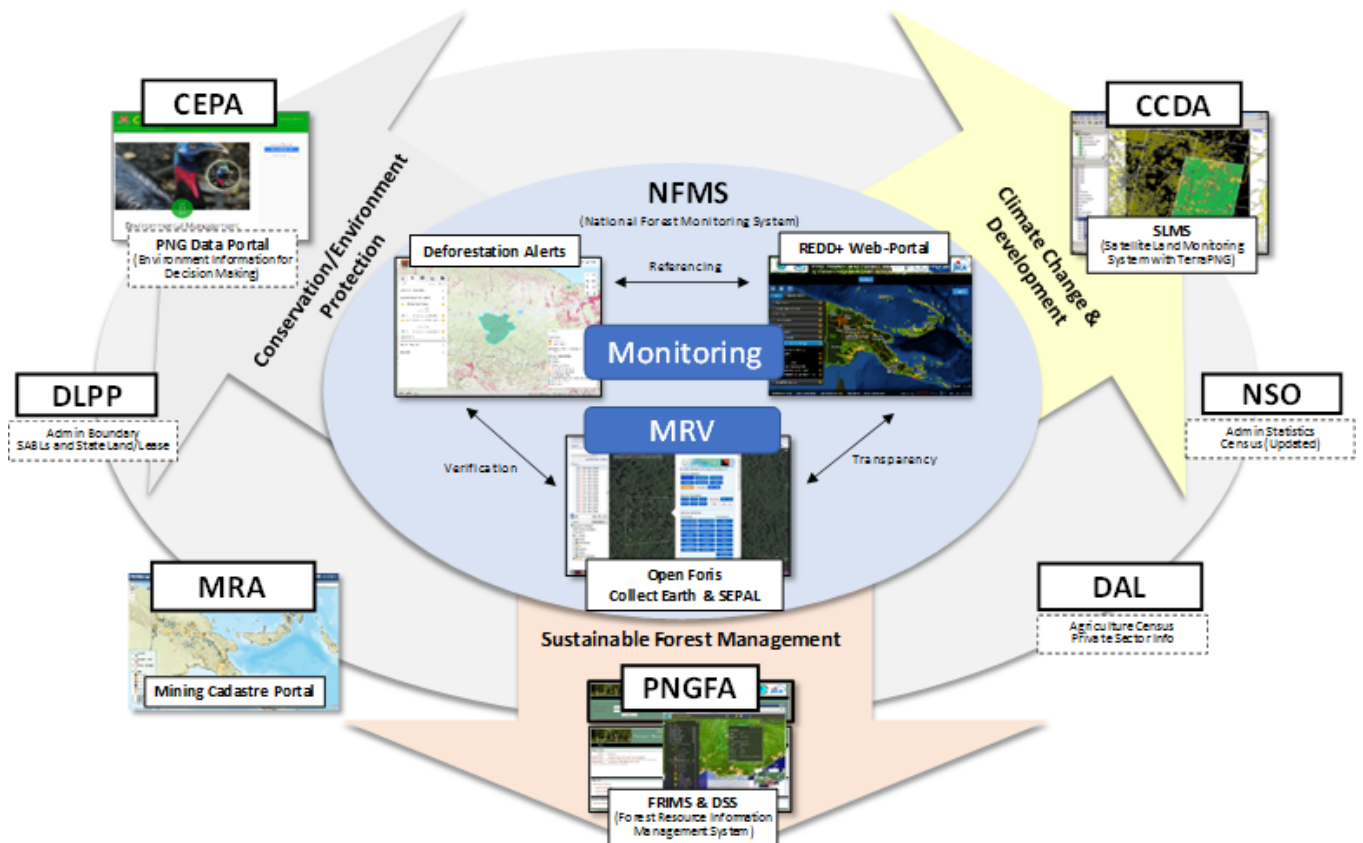 CEPA
PNG Data Portal
(Environment Information for
Decision Making)
Conservation/Environment
Protection
CCDA
SLMS
(Satellite Land Monitoring
System with TerraPNG)
Climate Change &
Development
NFMS
(National Forest Monitoring System)
Deforestation Alerts
Referencing
REDD+ Web-Portal
Monitoring
MRV
Verification
Transparency
Open Foris
Collect Earth & SEPAL
DLPP
Admin Boundary
SABLs and State Land/Lease
NSO
Admin Statistics
Census (Updated)
MRA
Mining Cadastre Portal
DAL
Agriculture Census
Private Sector Info
Sustainable Forest Management
PNGFA
FRIMS & DSS
(Forest Resource Information
Management System)